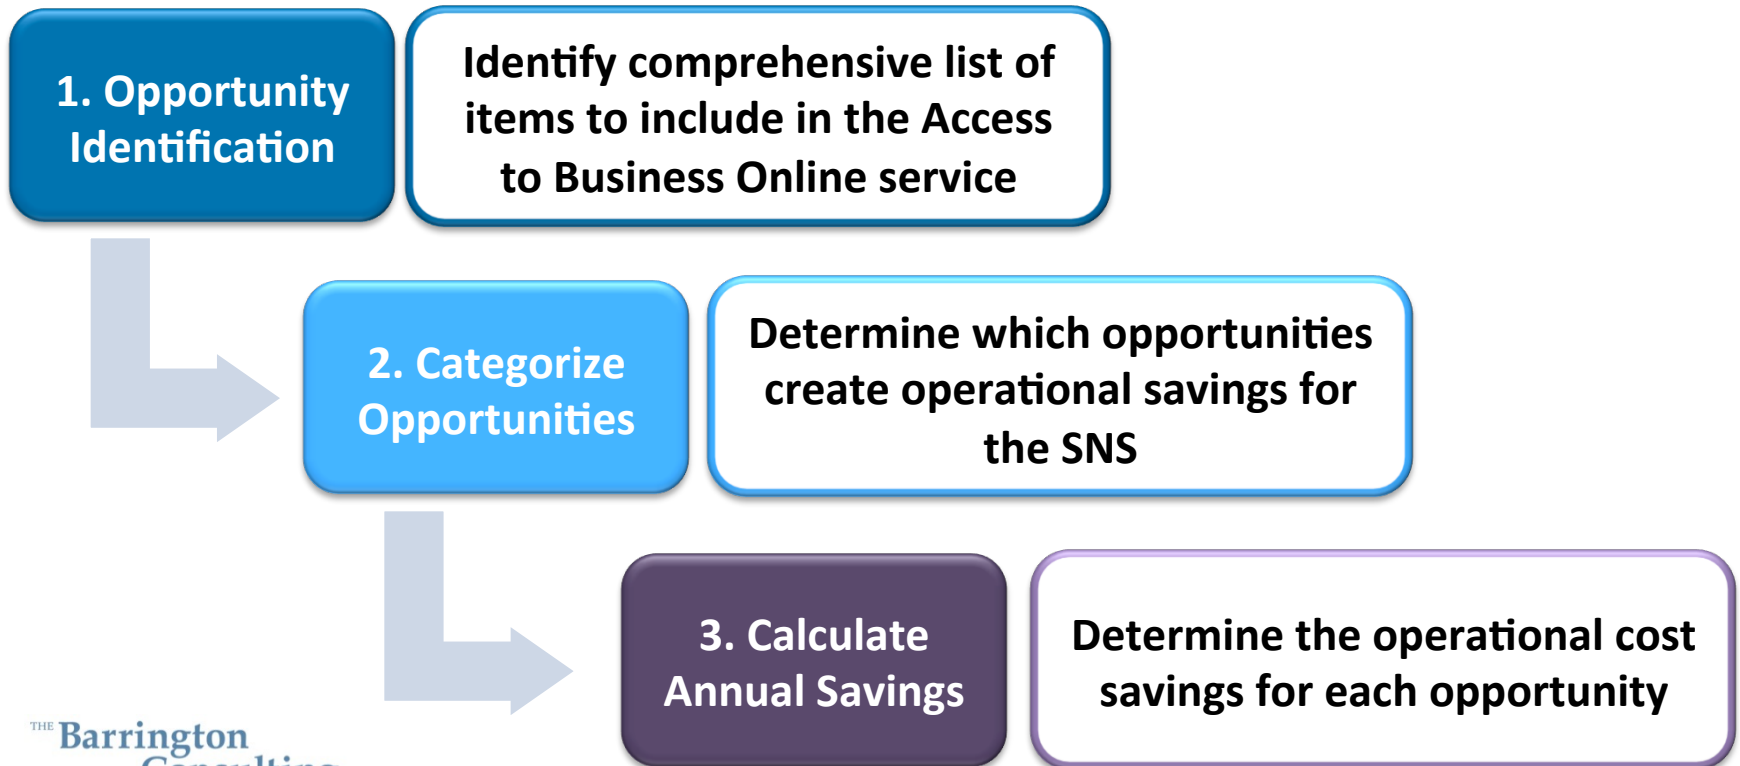 1. Opportunity
Identification
Identify comprehensive list of
items to include in the Access
to Business Online service
2. Categorize
Opportunities
Determine which opportunities
create operational savings for
the SNS
3. Calculate
Annual Savings
Determine the operational cost
savings for each opportunity
THE Barrington
Consulting